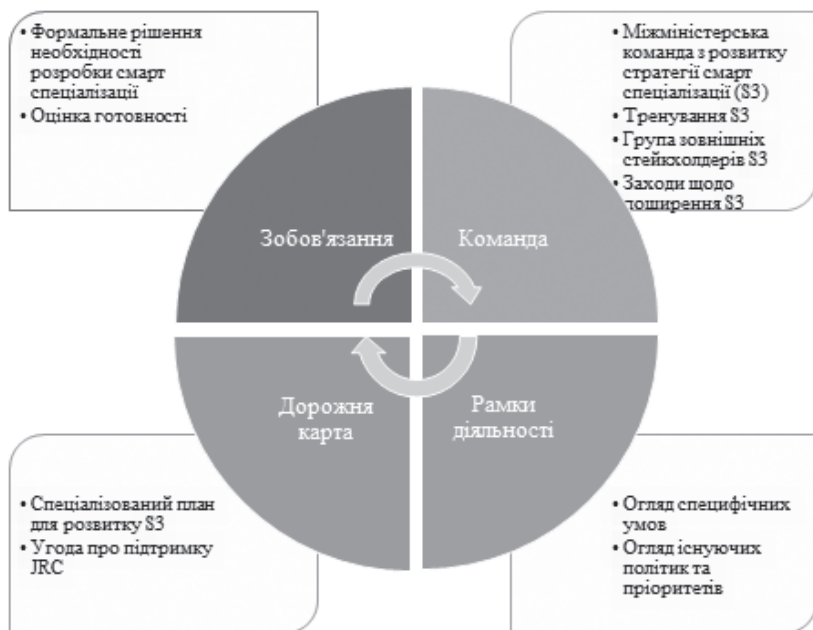 • Формальне рішення
необхідності
розробки смарт
спеціалізації
• Оцінка готовності
• Міжміністерська
команда з розвитку
стратегії смарт
спеціалізації (S3)
• Тренування S3
• Група зовнішніх
стейкхолдерів S3
• Заходи щодо
поширення S3
Зобов'язання
Команда
Дорожня
карта
Рамки
діяльності
• Спеціалізований план
для розвитку S3
• Угода про підтримку
JRC
• Огляд специфічних
умов
• Огляд існуючих
політик та
пріоритетів